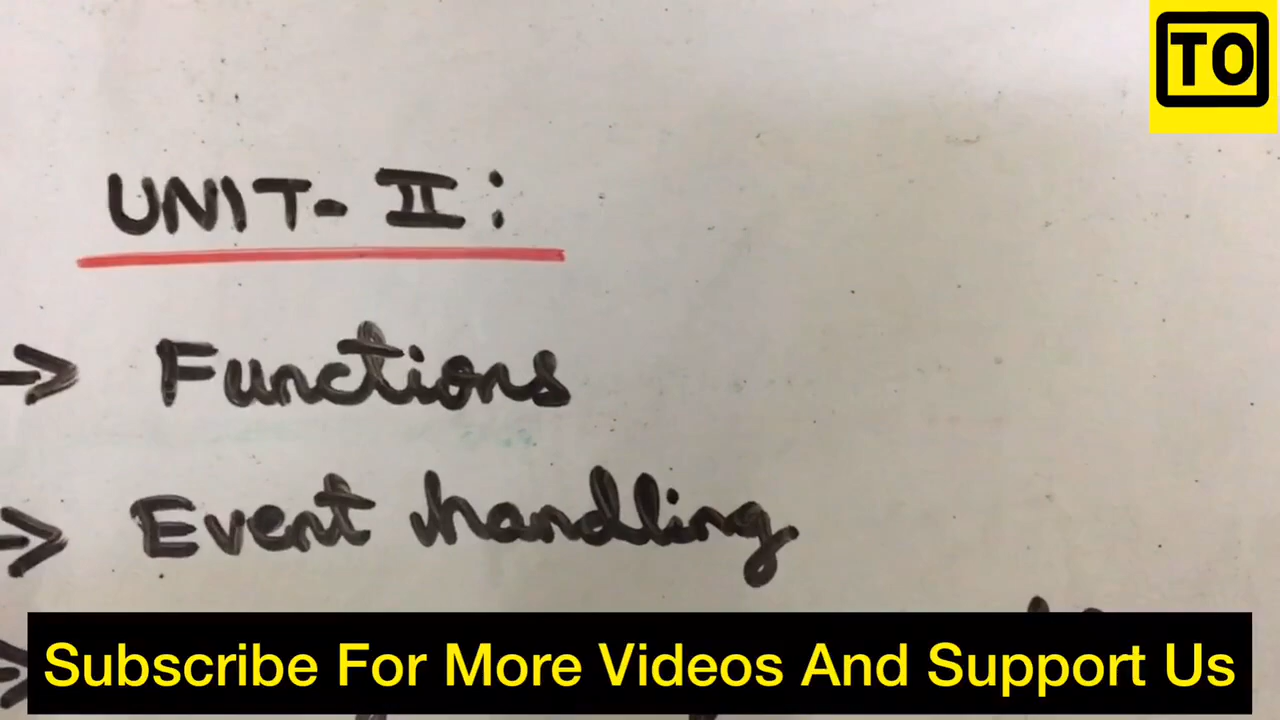 TO
UNIT- II :
→ Functions
→ Event handling
Subscribe For More Videos And Support Us